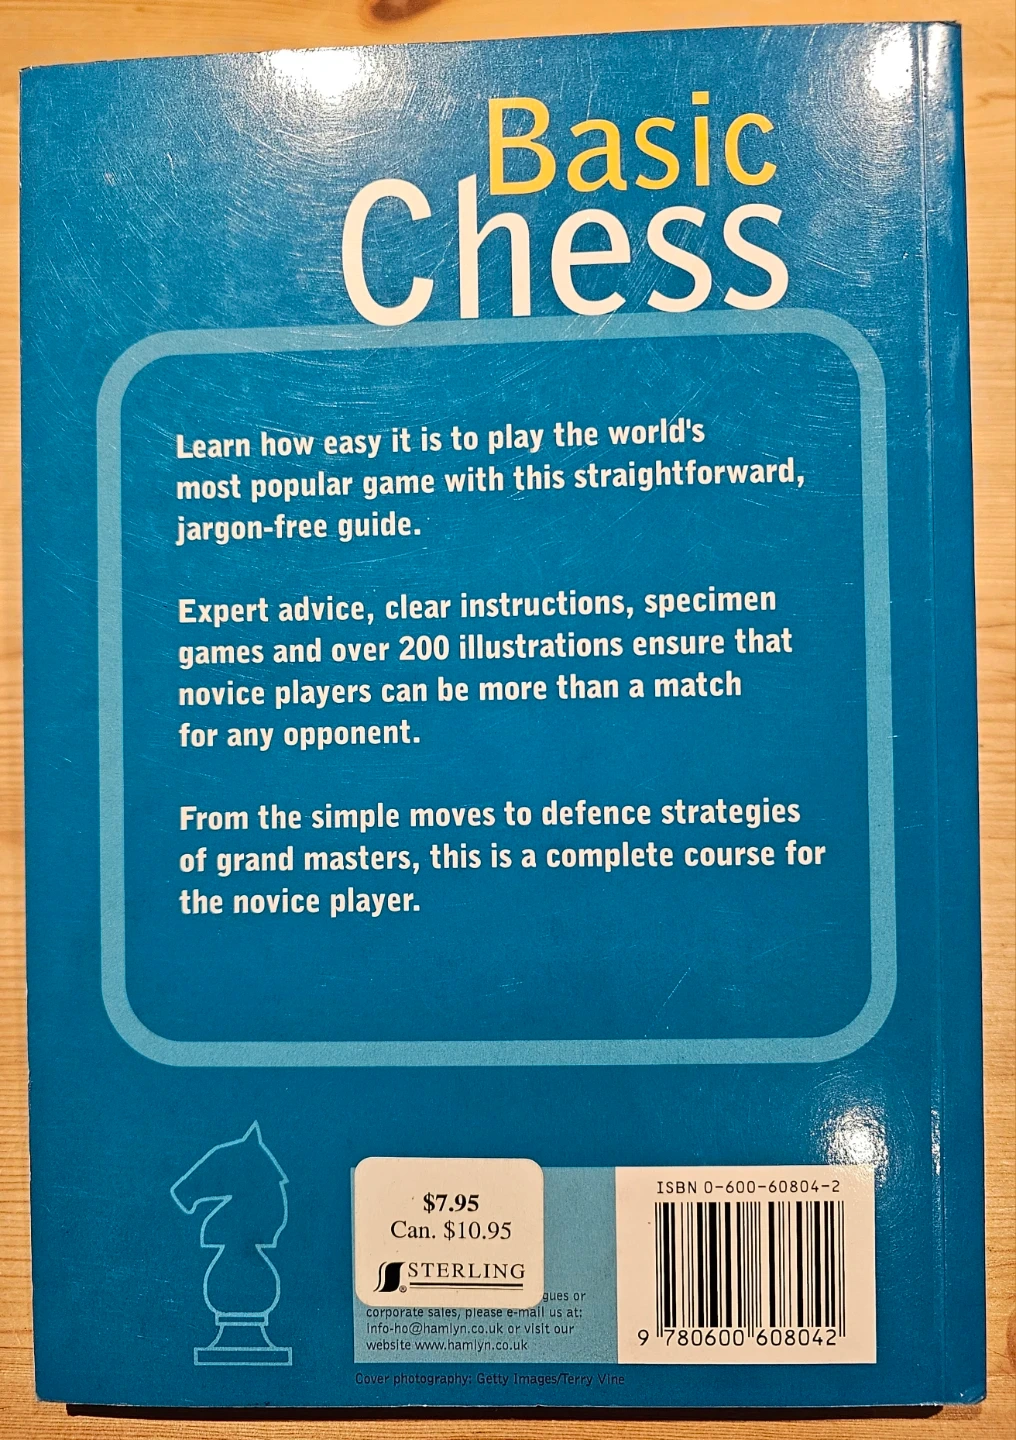 Basic
Chess
Learn how easy it is to play the world's
most popular game with this straightforward,
jargon-free guide.
Expert advice, clear instructions, specimen
games and over 200 illustrations ensure that
novice players can be more than a match
for any opponent.
From the simple moves to defence strategies
of grand masters, this is a complete course for
the novice player.
$7.95
Can. $10.95
STERLING
®
gues or
corporate sales, please e-mail us at:
info-ho@hamlyn.co.uk or visit our
website www.hamlyn.co.uk
Cover photography: Getty Images/Terry Vine
ISBN 0-600-60804-2
9 780600 608042